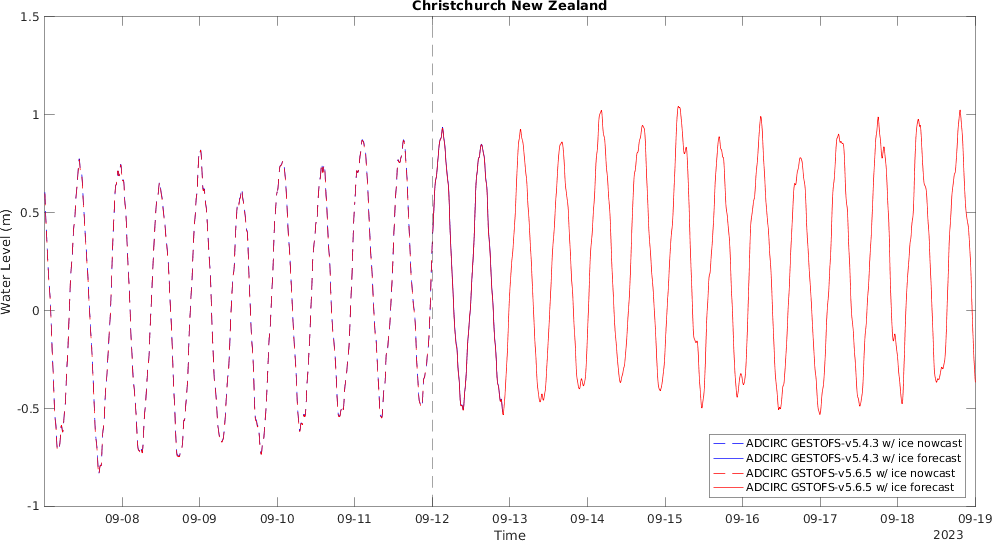 Christchurch New Zealand
1.5
1
0.5
0
-0.5
-1
Water Level (m)
ADCIRC GESTOFS-v5.4.3 w/ ice nowcast
ADCIRC GESTOFS-v5.4.3 w/ ice forecast
ADCIRC GSTOFS-v5.6.5 w/ ice nowcast
ADCIRC GSTOFS-v5.6.5 w/ ice forecast
09-08 09-09 09-10 09-11 09-12 09-13 09-14 09-15 09-16 09-17 09-18 09-19
Time
2023